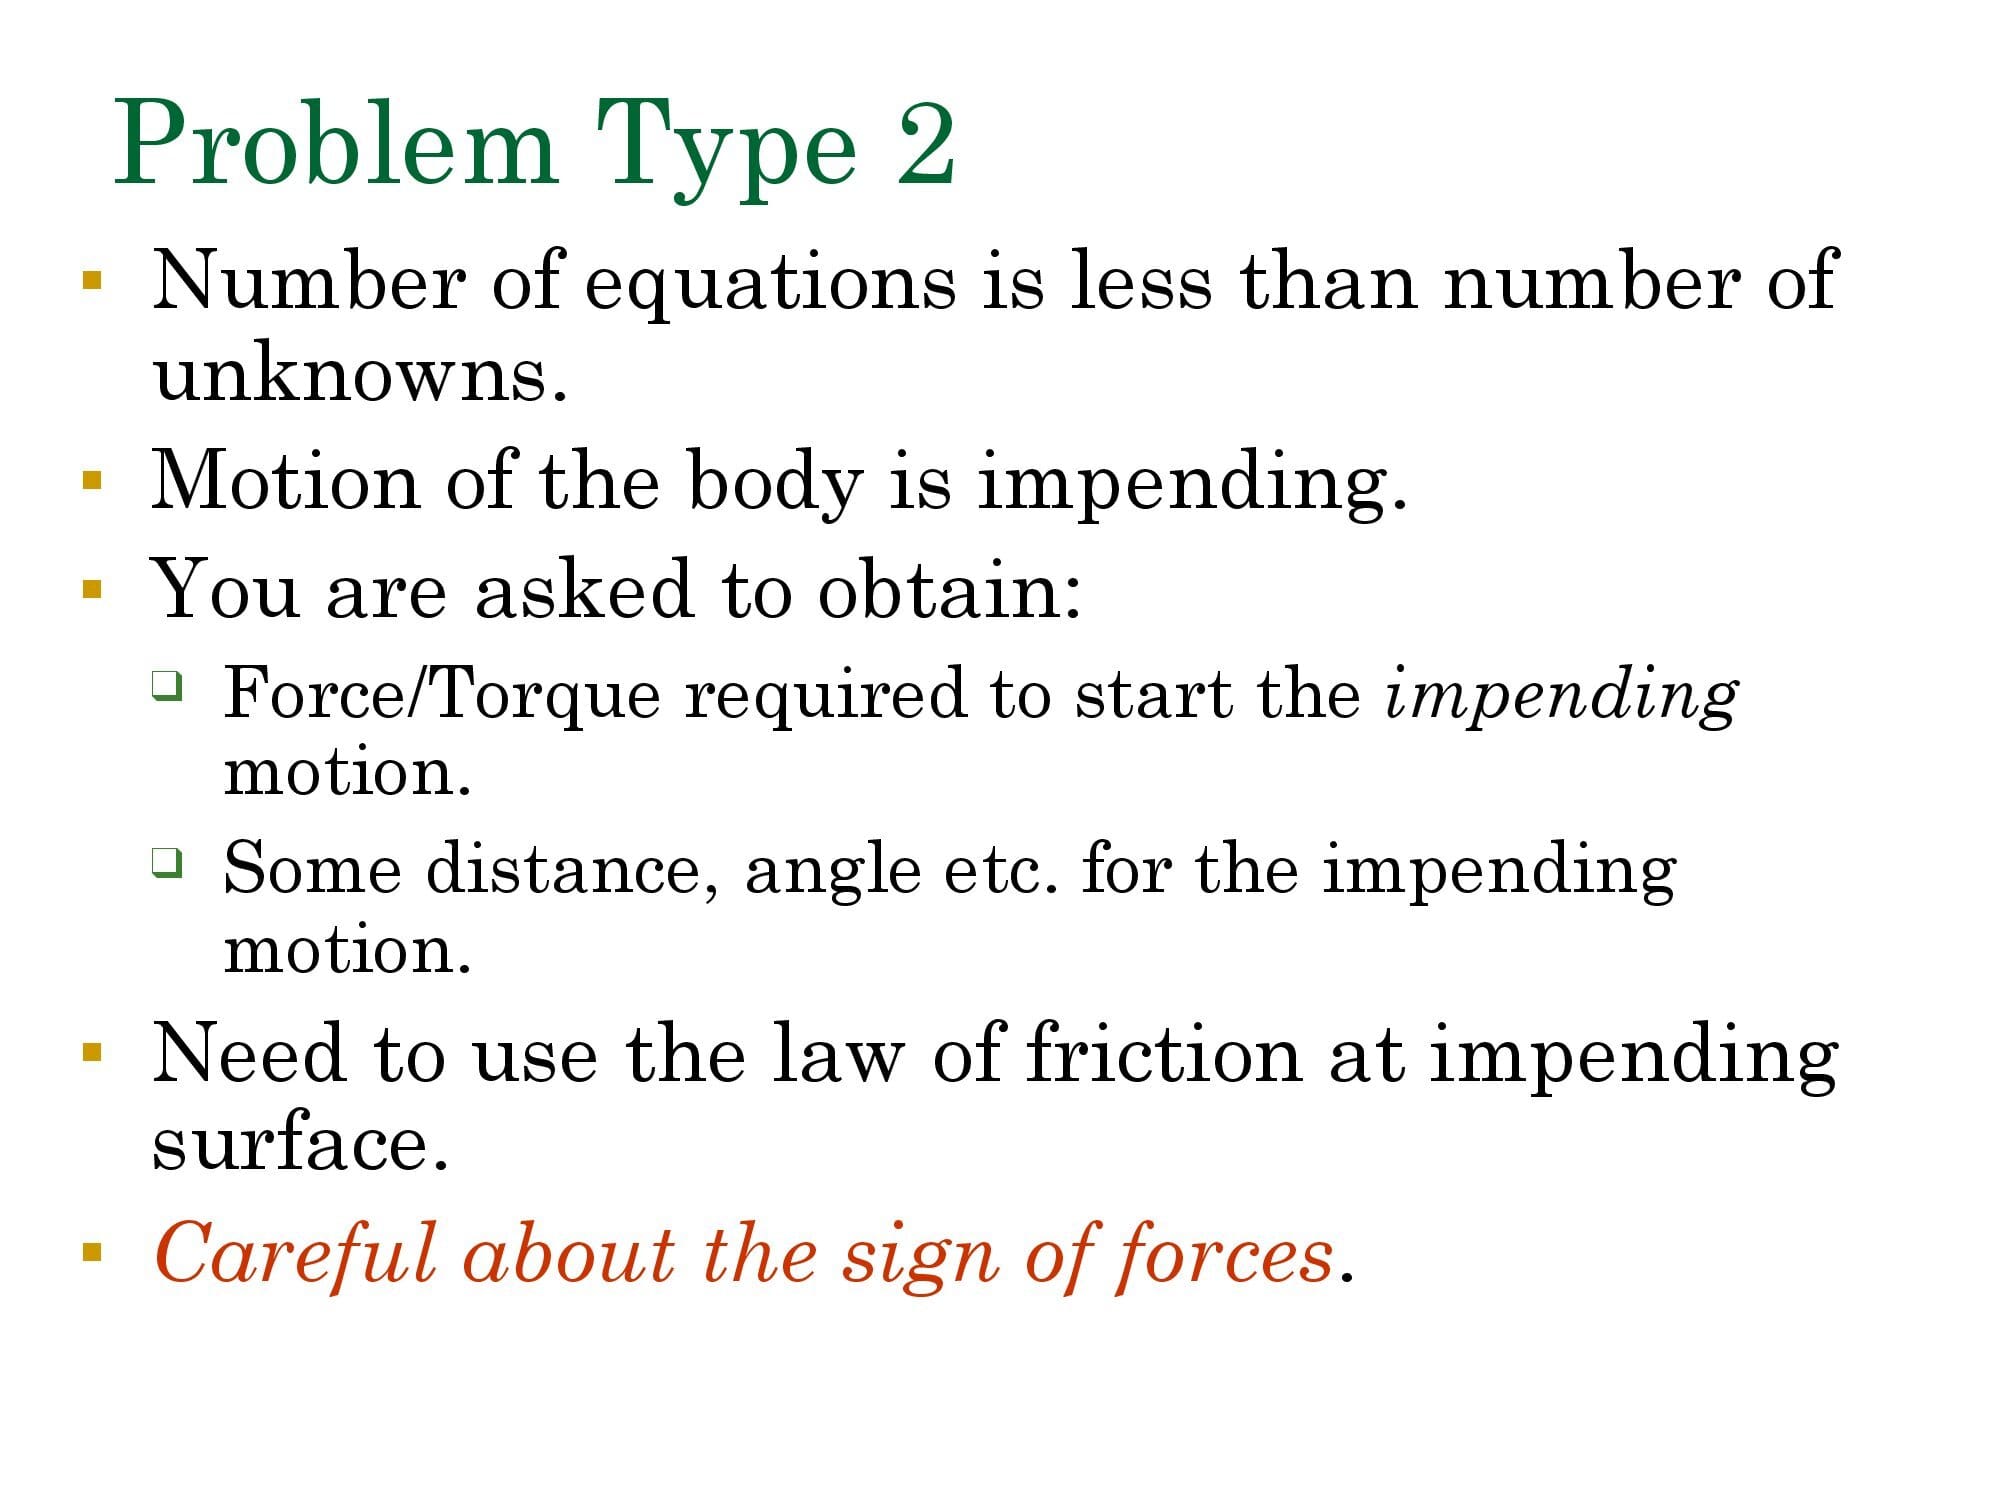 Problem Type 2
Number of equations is less than number of
unknowns.
Motion of the body is impending.
You are asked to obtain:
Force/Torque required to start the impending
motion.
Some distance, angle etc. for the impending
motion.
Need to use the law of friction at impending
surface.
Careful about the sign of forces.